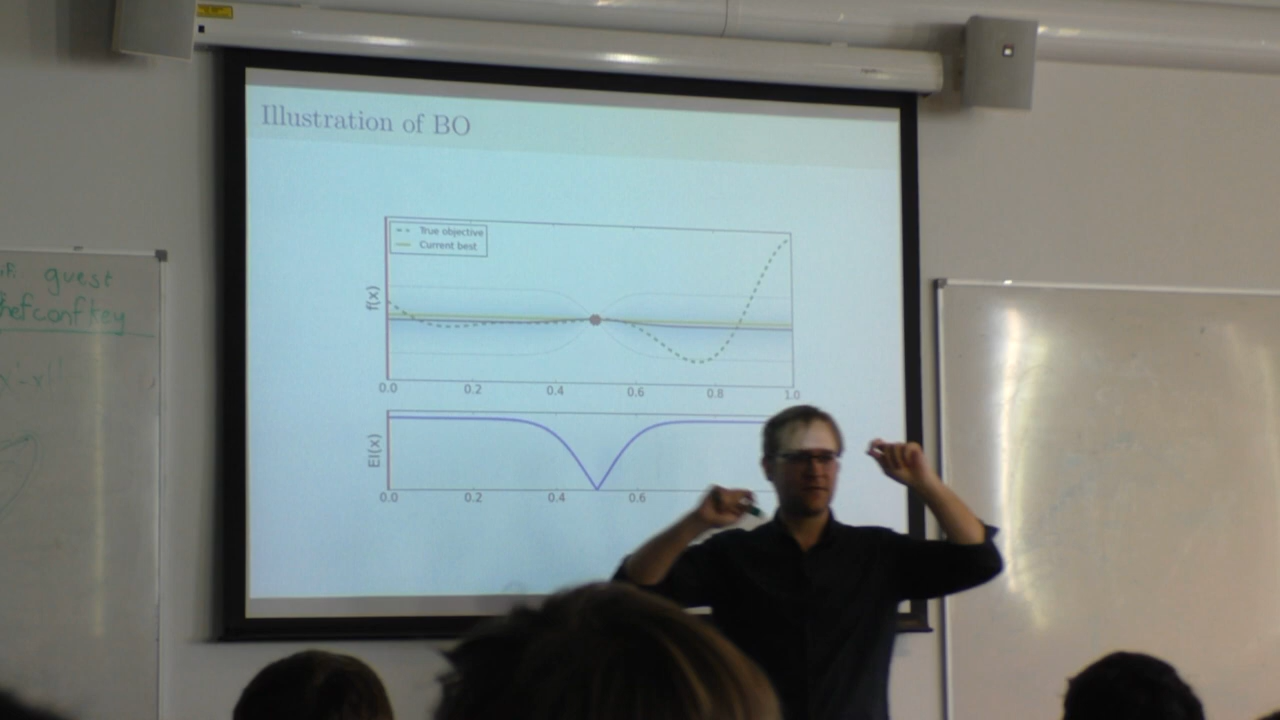 Illustration of BO
True objective
Current best
f(x)
0.0 0.2 0.4 0.6 0.8 1.0
EI(x)
0.0 0.2 0.4 0.6
guest